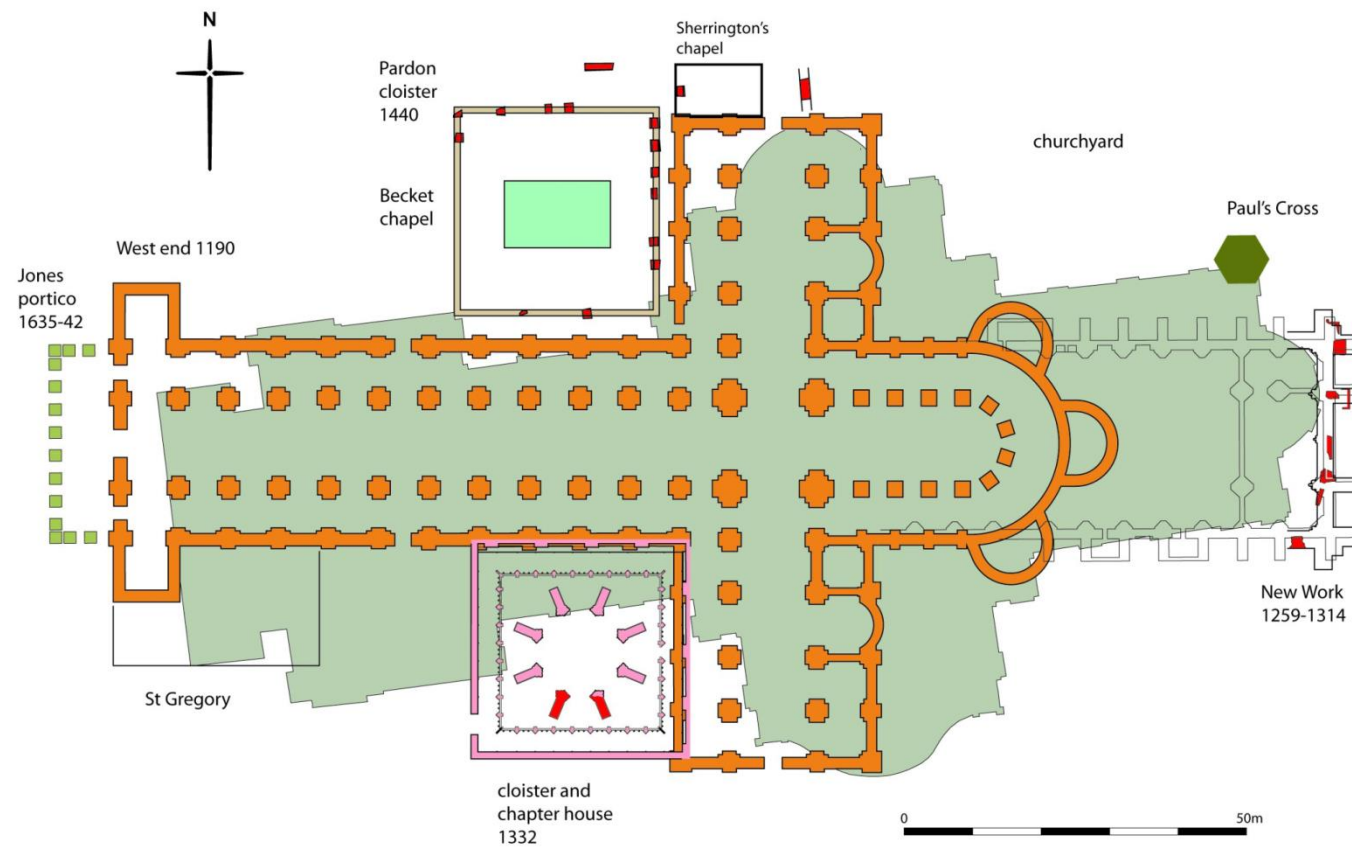 N
Sherrington's
chapel
Pardon
cloister
1440
churchyard
Becket
chapel
Paul's Cross
West end 1190
Jones
portico
1635-42
New Work
1259-1314
St Gregory
cloister and
chapter house
1332
0
50m